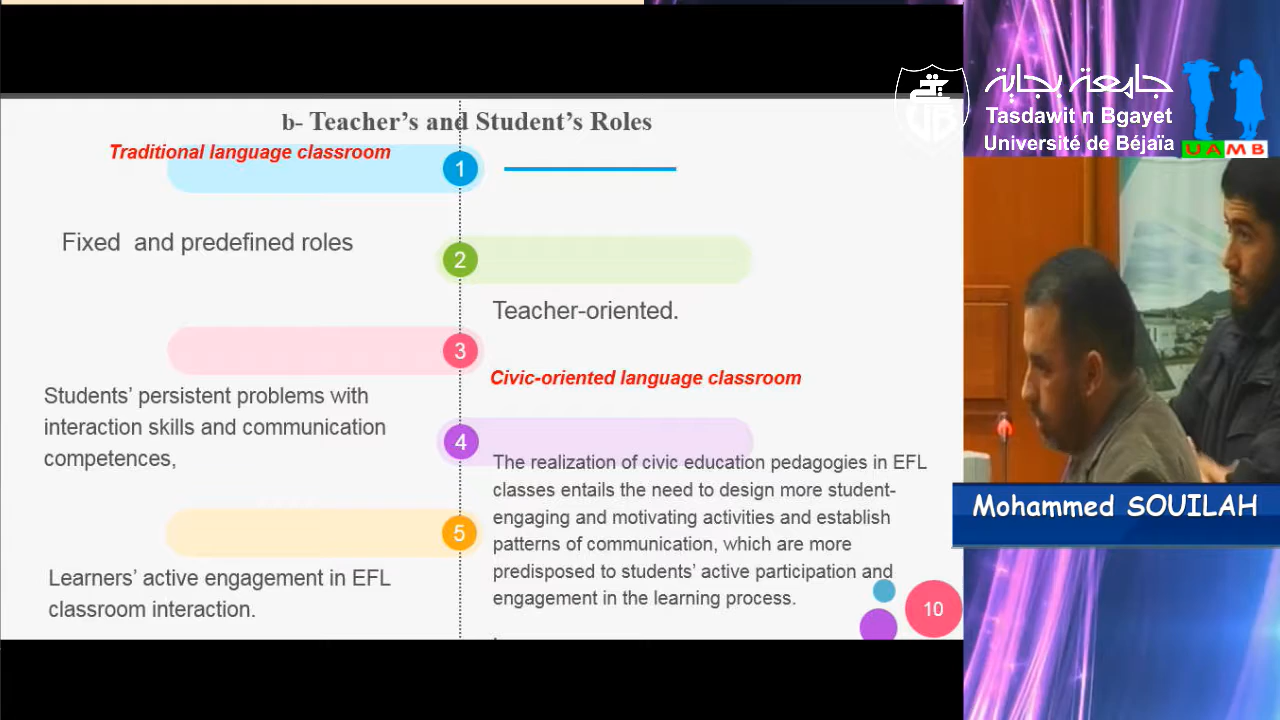 b- Teacher's and Student's Roles
Traditional language classroom
1
Fixed and predefined roles
2
Teacher-oriented.
3
Students' persistent problems with
interaction skills and communication
competences,
Civic-oriented language classroom
4
The realization of civic education pedagogies in EFL
classes entails the need to design more student-
engaging and motivating activities and establish
patterns of communication, which are more
predisposed to students' active participation and
engagement in the learning process.
.
5
Learners' active engagement in EFL
classroom interaction.
10
جامعة بجاية
Tasdawit n Bgayet
Université de Béjaïa
UAMB
Mohammed SOUILAH